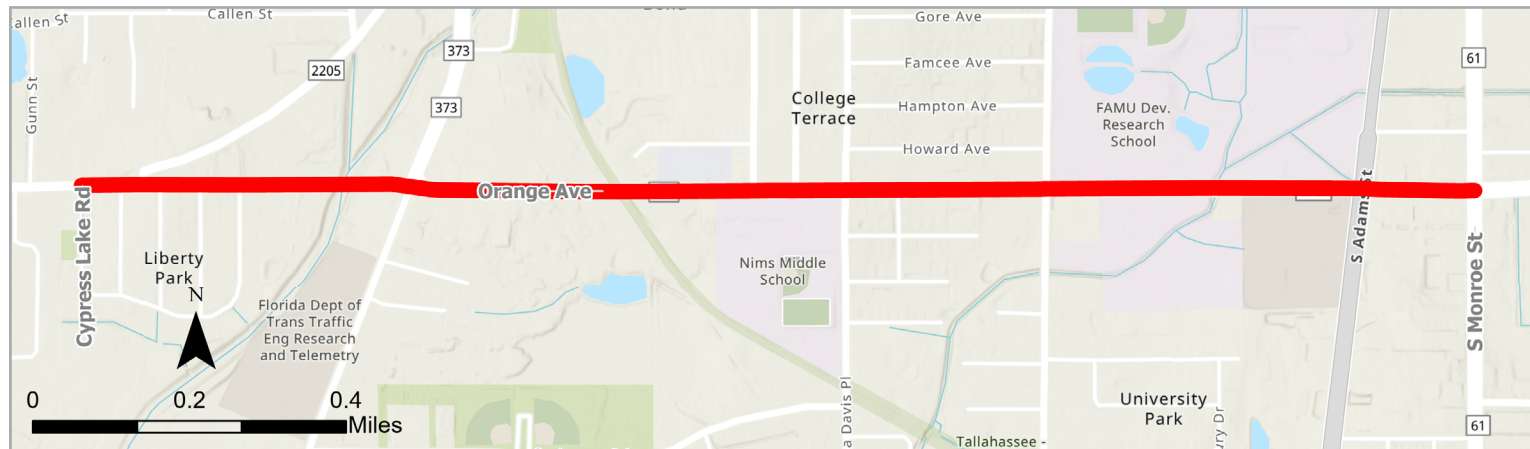 Callen St
Callen St
Gunn St
2205
373
373
College
Terrace
Gore Ave
Famcee Ave
Hampton Ave
Howard Ave
FAMU Dev.
Research
School
61
Orange Ave
Cypress Lake Rd
Liberty
Park
N
Florida Dept of
Trans Traffic
Eng Research
and Telemetry
Nims Middle
School
S Adams St
S Monroe St
University
Park
Tallahassee -
61
0 0.2 0.4
Miles